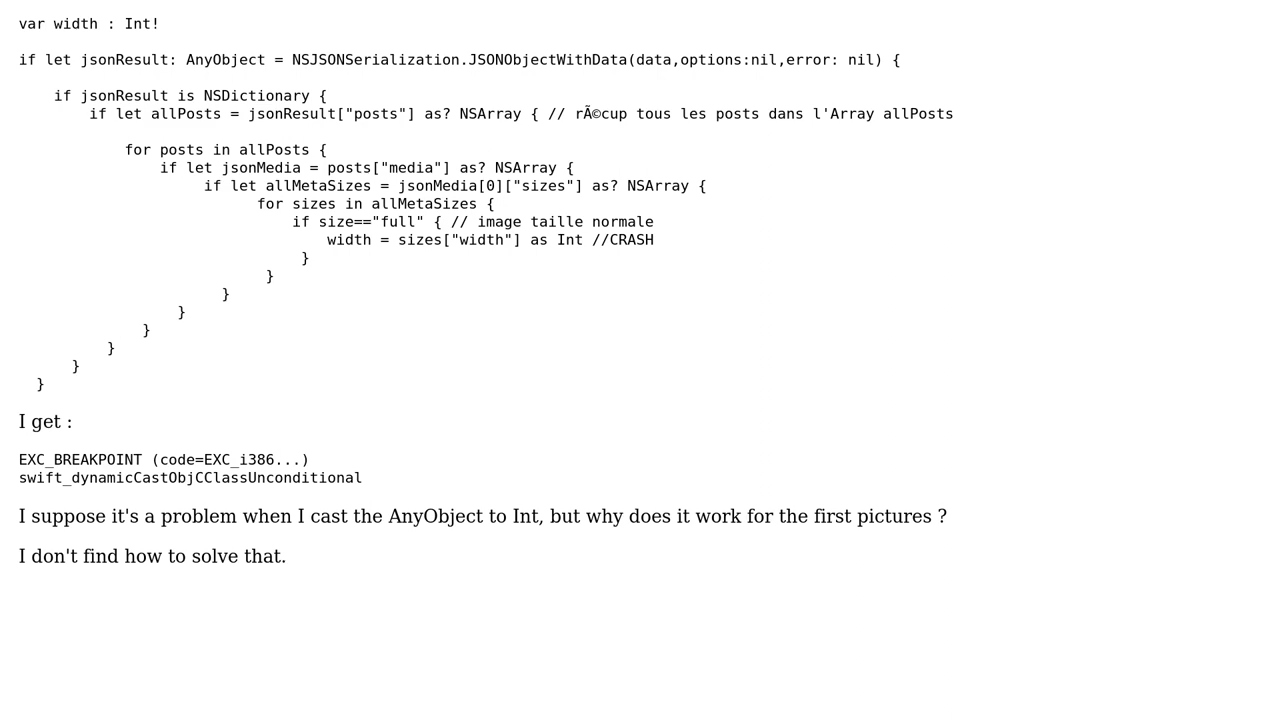 var width : Int!
if let jsonResult: AnyObject = NSJSONSerialization.JSONObjectWithData(data,options:nil,error: nil) {
if jsonResult is NSDictionary {
if let allPosts = jsonResult["posts"] as? NSArray { // rÃ©cup tous les posts dans l'Array allPosts
for posts in allPosts {
if let jsonMedia = posts["media"] as? NSArray {
if let allMetaSizes = jsonMedia[0]["sizes"] as? NSArray {
for sizes in allMetaSizes {
if size=="full" { // image taille normale
width = sizes["width"] as Int //CRASH
}
}
}
}
}
}
}
}
I get :
EXC_BREAKPOINT (code=EXC_i386...)
swift_dynamicCastObjCClassUnconditional
I suppose it's a problem when I cast the AnyObject to Int, but why does it work for the first pictures ?
I don't find how to solve that.